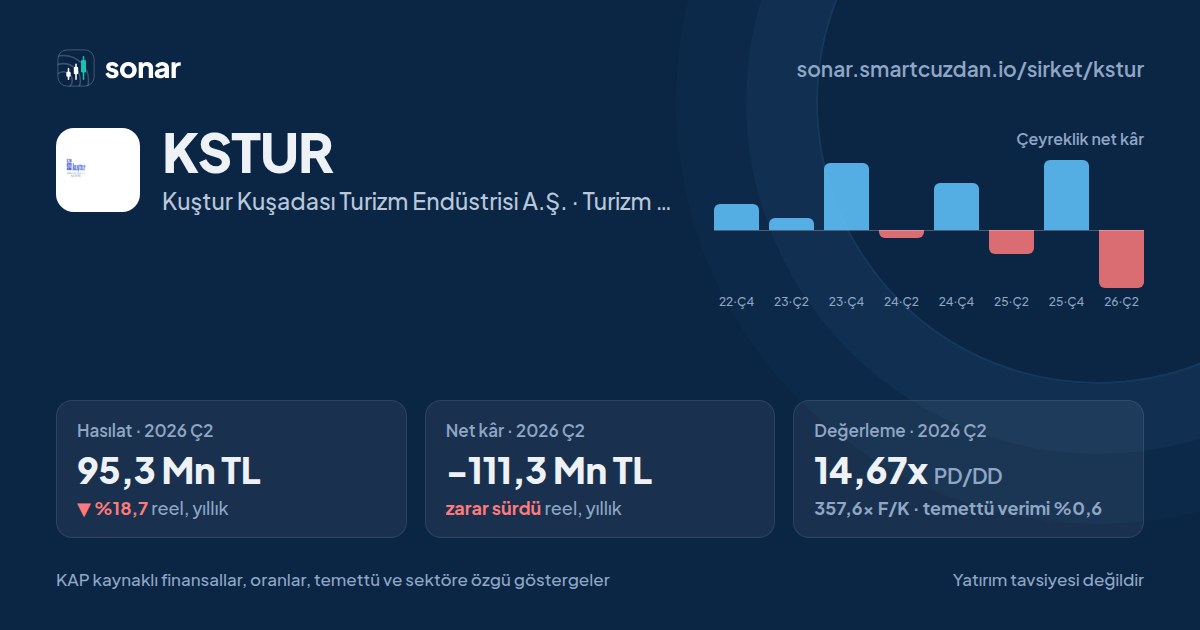 sonar
sonar.smartcuzdan.io/sirket/kstur
KSTUR
Kuştur Kuşadası Turizm Endüstrisi A.Ş. · Turizm ...
Çeyreklik net kâr
22·Ç4 23·Ç2 23·Ç4 24·Ç2 24·Ç4 25·Ç2 25·Ç4 26·Ç2
Hasılat · 2026 Ç2
95,3 Mn TL
▼ %18,7 reel, yıllık
Net kâr · 2026 Ç2
−111,3 Mn TL
zarar sürdü reel, yıllık
Değerleme · 2026 Ç2
14,67x PD/DD
357,6× F/K · temettü verimi %0,6
KAP kaynaklı finansallar, oranlar, temettü ve sektöre özgü göstergeler
Yatırım tavsiyesi değildir